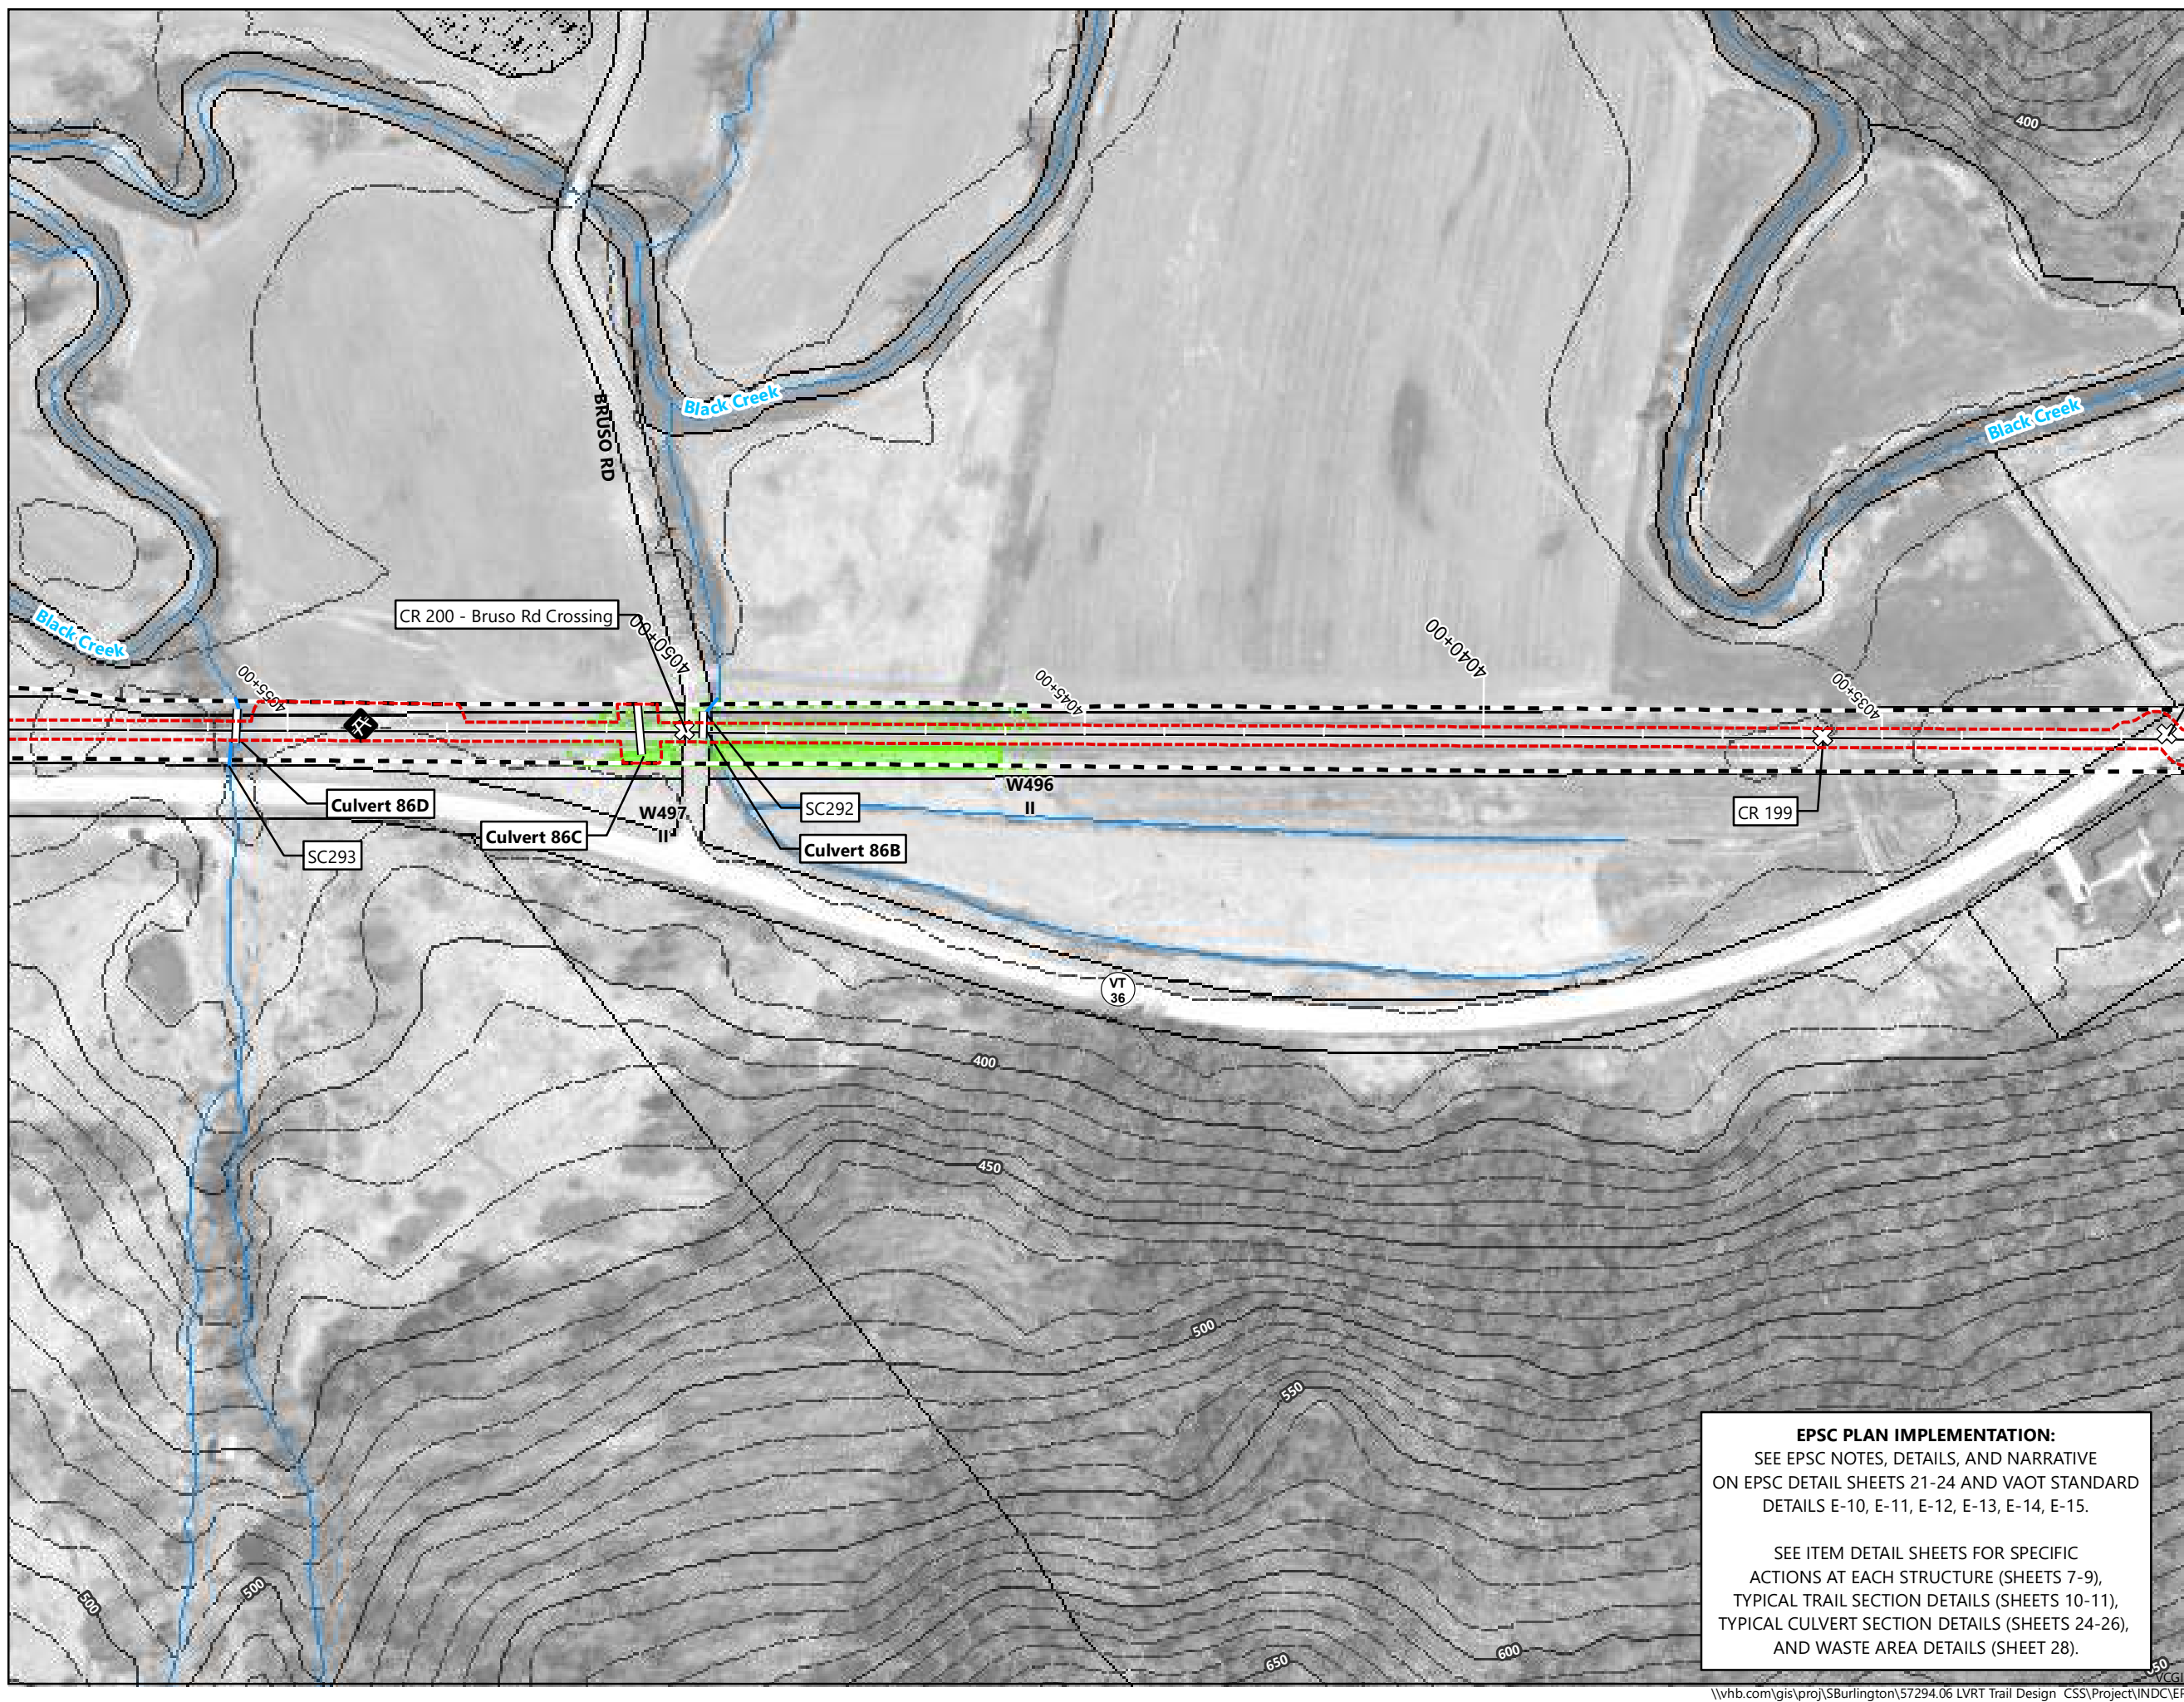 400
Black Creek
Black Creek
BRUSO RD
CR 200 - Bruso Rd Crossing
4050+00
4040+00
Black Creek
4055+00
4045+00
4035+00
W496
II
Culvert 86D
SC292
CR 199
W497
II
Culvert 86C
Culvert 86B
SC293
VT
36
400
450
500
550
500
500
600
650
EPSC PLAN IMPLEMENTATION:
SEE EPSC NOTES, DETAILS, AND NARRATIVE
ON EPSC DETAIL SHEETS 21-24 AND VAOT STANDARD
DETAILS E-10, E-11, E-12, E-13, E-14, E-15.
SEE ITEM DETAIL SHEETS FOR SPECIFIC
ACTIONS AT EACH STRUCTURE (SHEETS 7-9),
TYPICAL TRAIL SECTION DETAILS (SHEETS 10-11),
TYPICAL CULVERT SECTION DETAILS (SHEETS 24-26),
AND WASTE AREA DETAILS (SHEET 28).
\\vhb.com\gis\proj\SBurlington\57294.06 LVRT Trail Design CSS\Project\INDC\